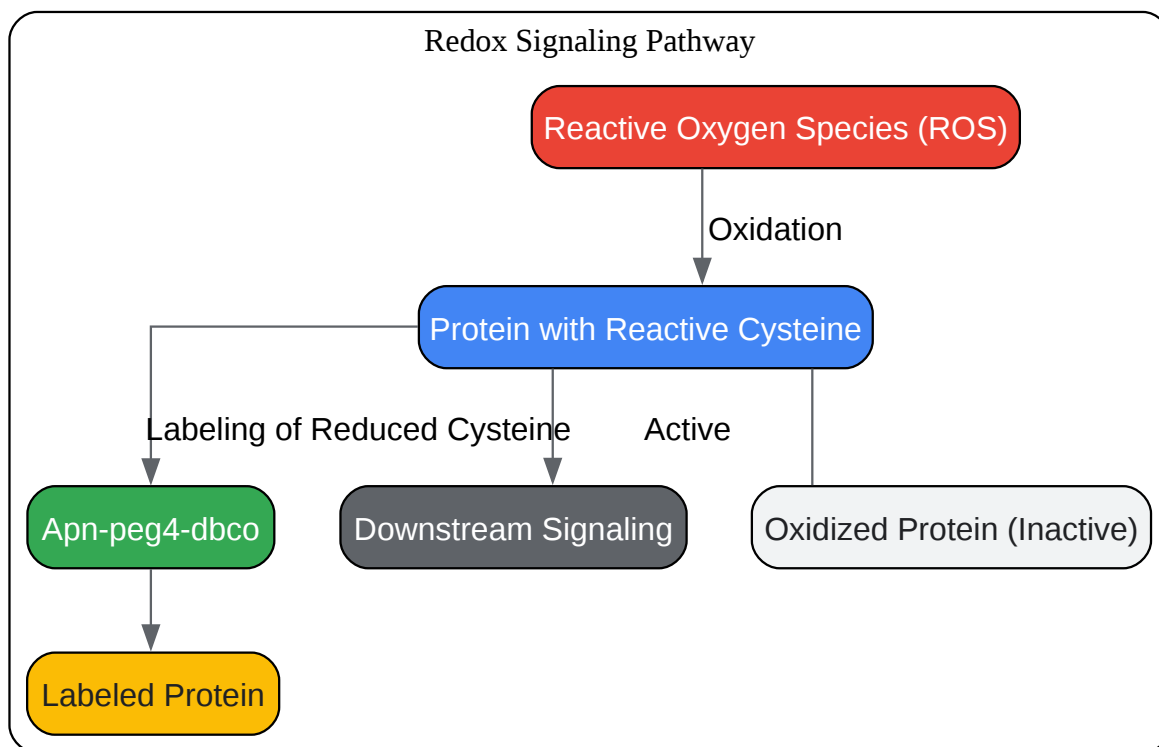 Redox Signaling Pathway
Reactive Oxygen Species (ROS)
Oxidation
Protein with Reactive Cysteine
Labeling of Reduced Cysteine
Active
Apn-peg4-dbco
Downstream Signaling
Oxidized Protein (Inactive)
Labeled Protein